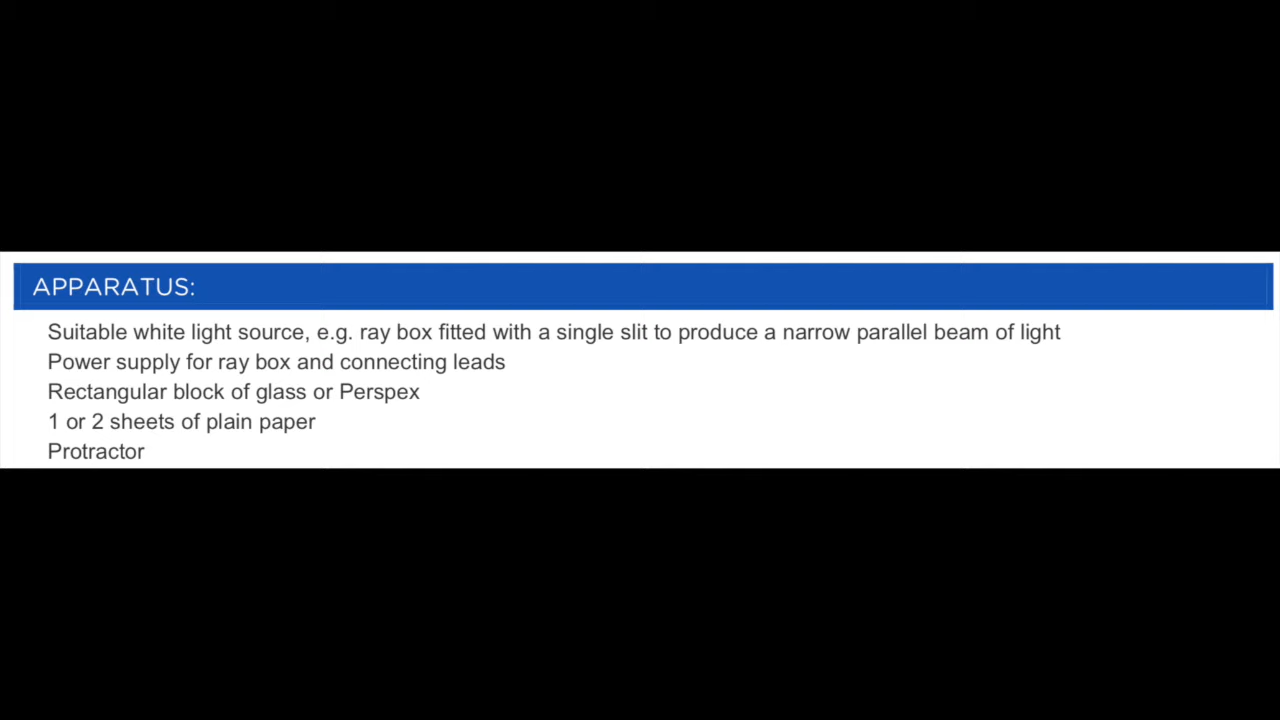 APPARATUS:
Suitable white light source, e.g. ray box fitted with a single slit to produce a narrow parallel beam of light
Power supply for ray box and connecting leads
Rectangular block of glass or Perspex
1 or 2 sheets of plain paper
Protractor